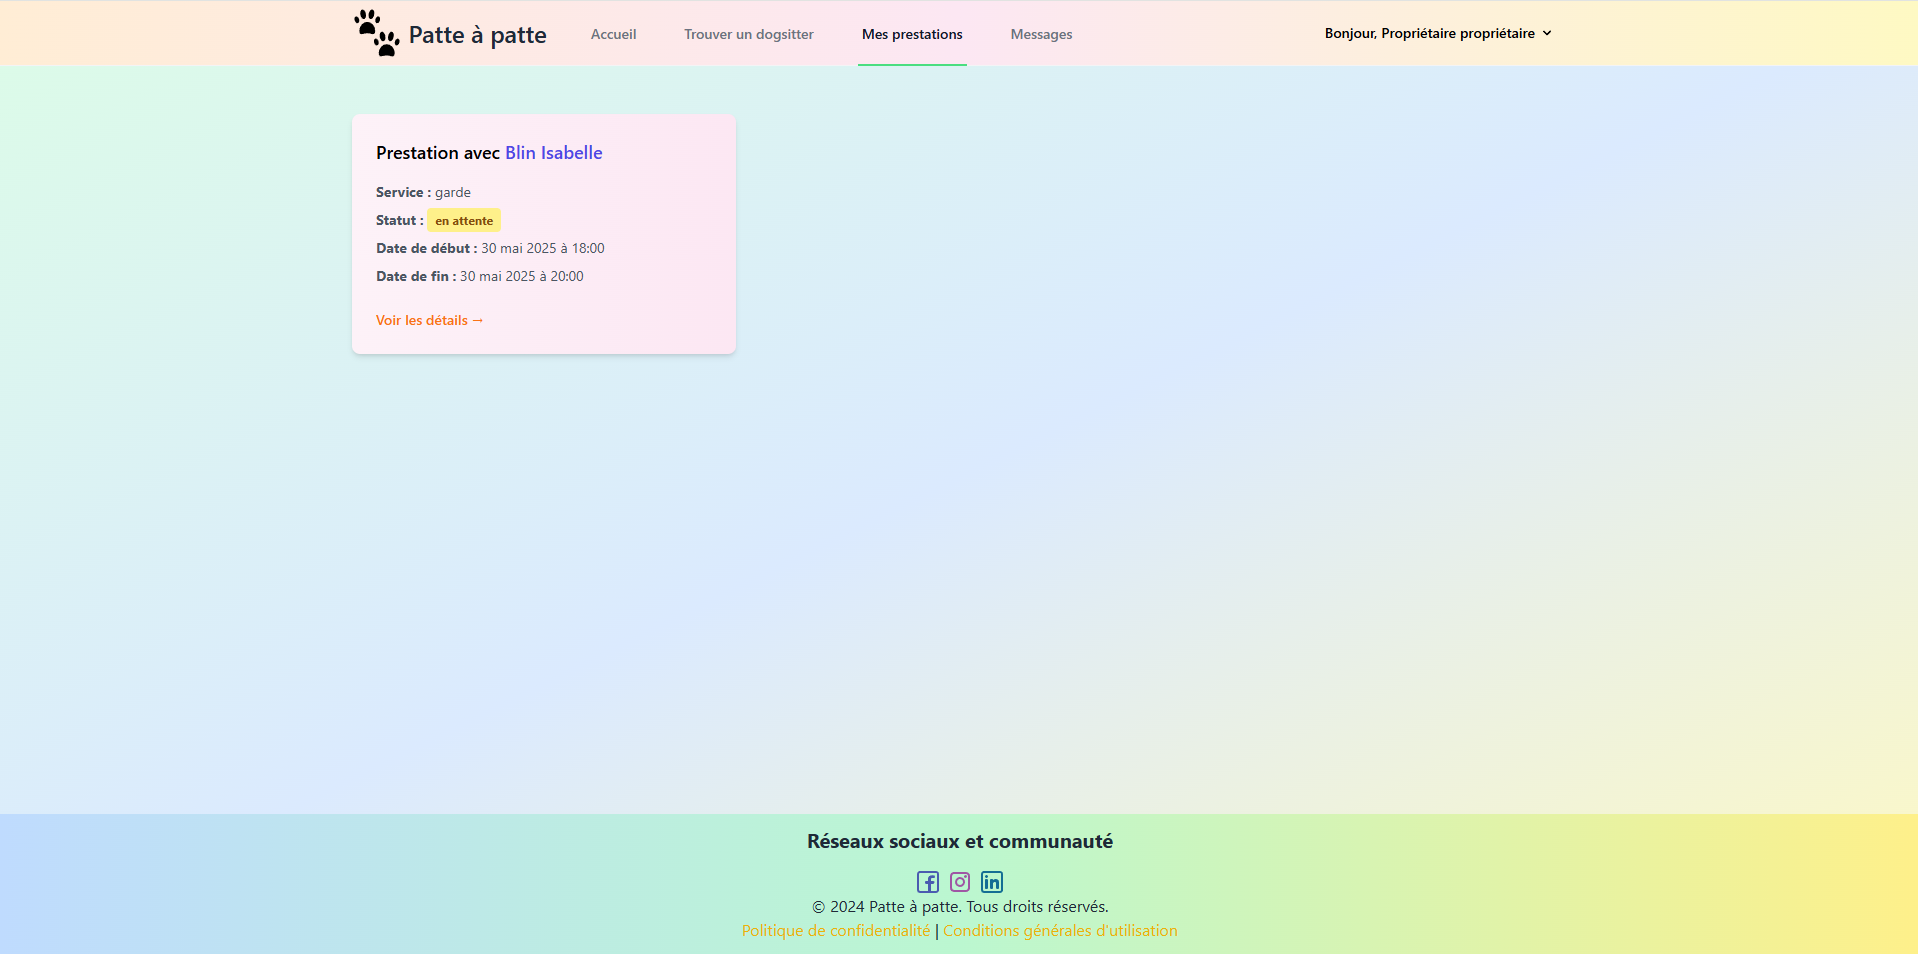 Patte à patte
Accueil
Trouver un dogsitter
Mes prestations
Messages
Bonjour, Propriétaire propriétaire
Prestation avec Blin Isabelle
Service : garde
Statut : en attente
Date de début : 30 mai 2025 à 18:00
Date de fin : 30 mai 2025 à 20:00
Voir les détails →
Réseaux sociaux et communauté
© 2024 Patte à patte. Tous droits réservés.
Politique de confidentialité | Conditions générales d'utilisation